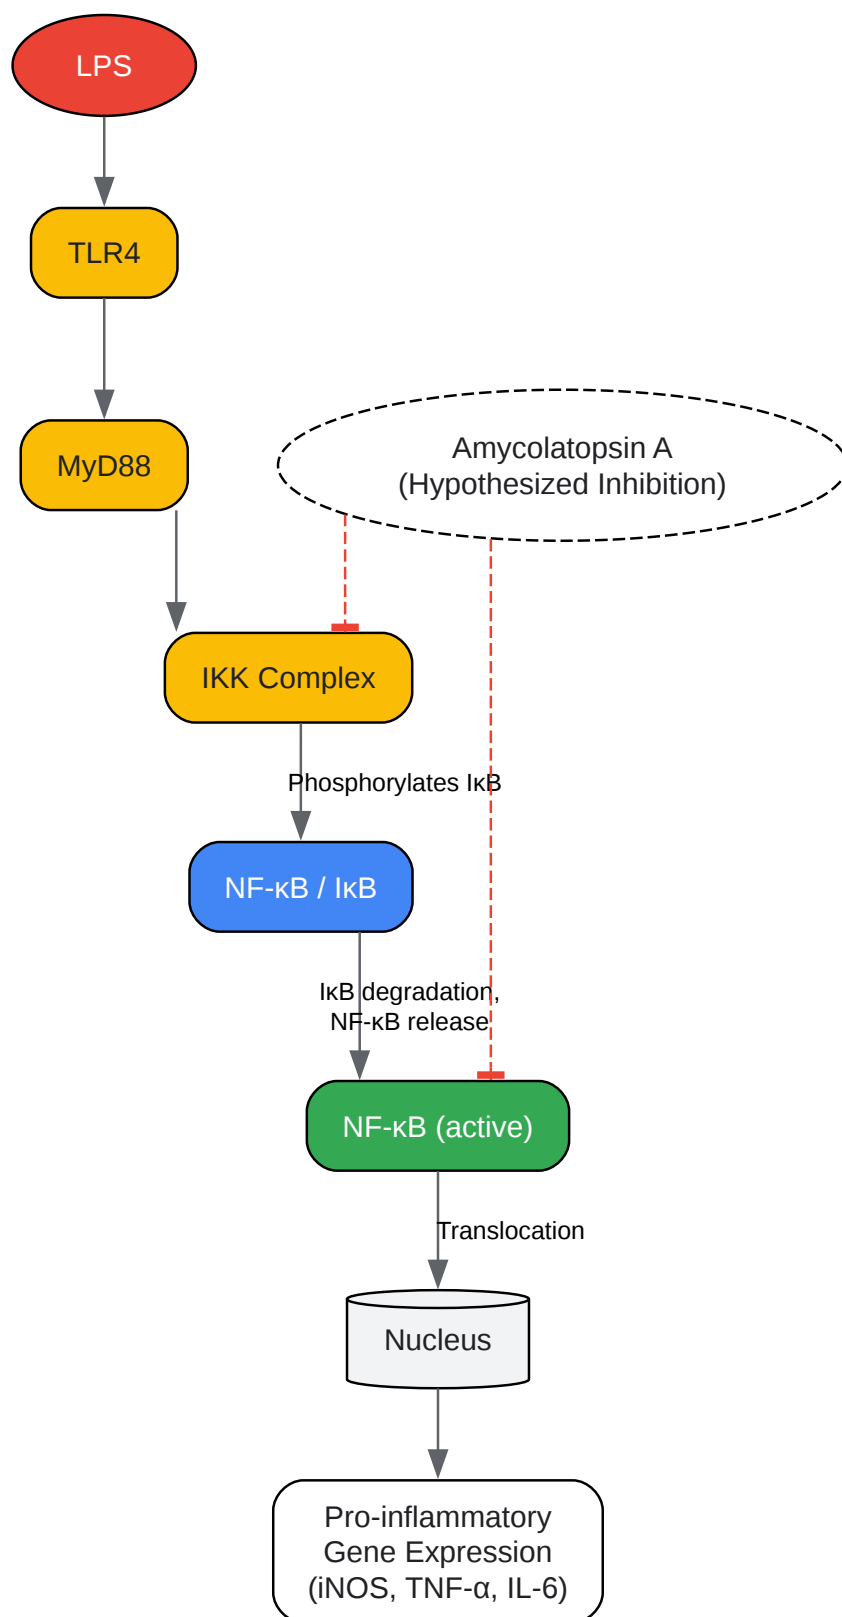 LPS
TLR4
MyD88
Amycolatopsin A
(Hypothesized Inhibition)
IKK Complex
Phosphorylates IκB
NF-κB / IκB
IκB degradation,
NF-κB release
NF-κB (active)
Translocation
Nucleus
Pro-inflammatory
Gene Expression
(iNOS, TNF-α, IL-6)